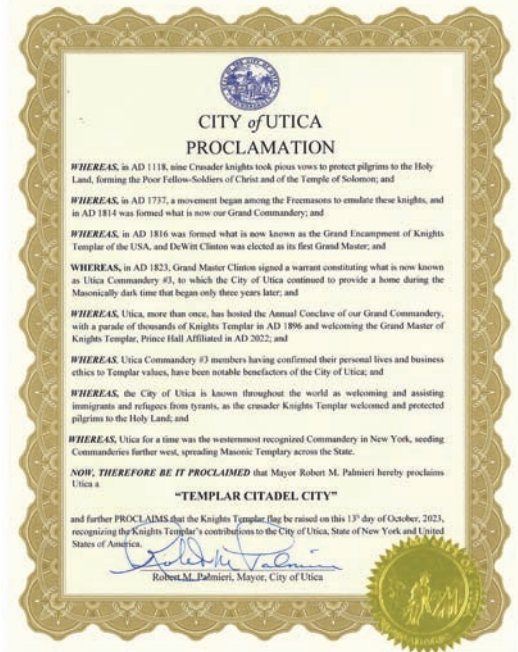 CITY of UTICA
PROCLAMATION
WHEREAS, in AD 1118, nine Crusader knights took pious vows to protect pilgrims to the Holy
Land, forming the Poor Fellow-Soldiers of Christ and of the Temple of Solomon; and
WHEREAS, in AD 1737, a movement began among the Freemasons to emulate these knights, and
in AD 1814 was formed what is now our Grand Commandery; and
WHEREAS, in AD 1816 was formed what is now known as the Grand Encampment of Knights
Templar of the USA, and DeWitt Clinton was elected as its first Grand Master; and
WHEREAS, in AD 1823, Grand Master Clinton signed a warrant constituting what is now known
as Utica Commandery #3, to which the City of Utica continued to provide a home during the
Masonically dark time that began only three years later; and
WHEREAS, Utica, more than once, has hosted the Annual Conclave of our Grand Commandery,
with a parade of thousands of Knights Templar in AD 1896 and welcoming the Grand Master of
Knights Templar, Prince Hall Affiliated in AD 2022; and
WHEREAS, Utica Commandery #3 members having confirmed their personal lives and business
ethics to Templar values, have been notable benefactors of the City of Utica; and
WHEREAS, the City of Utica is known throughout the world as welcoming and assisting
immigrants and refugees from tyrants, as the crusader Knights Templar welcomed and protected
pilgrims to the Holy Land; and
WHEREAS, Utica for a time was the westernmost recognized Commandery in New York, seeding
Commanderies further west, spreading Masonic Templary across the State.
NOW, THEREFORE BE IT PROCLAIMED that Mayor Robert M. Palmieri hereby proclaims
Utica a
"TEMPLAR CITADEL CITY"
and further PROCLAIMS that the Knights Templar flag be raised on this 13th day of October, 2023,
recognizing the Knights Templar's contributions to the City of Utica, State of New York and United
States of America.
Robert M. Palmieri
Robert M. Palmieri, Mayor, City of Utica